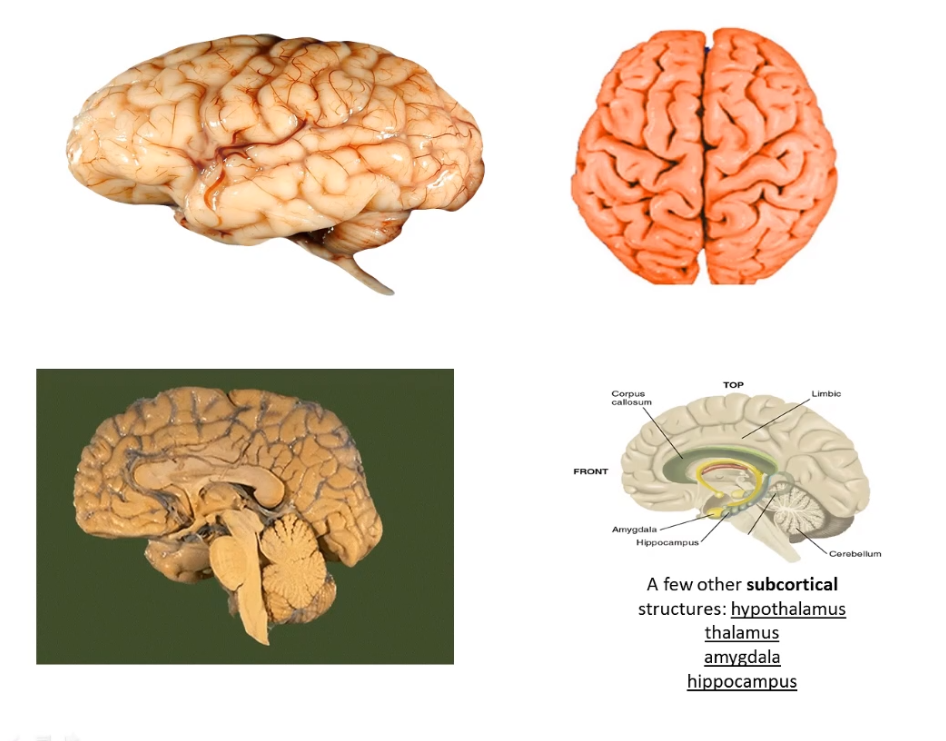 TOP
Corpus
callosum
Limbic
FRONT
Amygdala
Hippocampus
Cerebellum
A few other subcortical
structures: hypothalamus
thalamus
amygdala
hippocampus